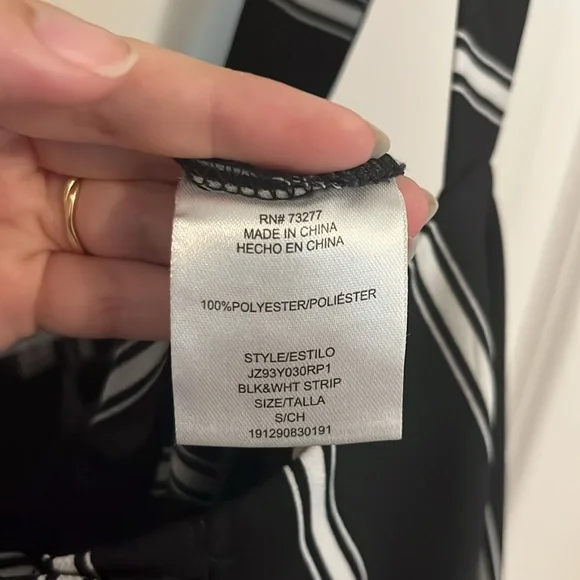 RN# 73277
MADE IN CHINA
HECHO EN CHINA
100%POLYESTER/POLIÉSTER
STYLE/ESTILO
JZ93Y030RP1
BLK&WHT STRIP
SIZE/TALLA
S/CH
191290830191